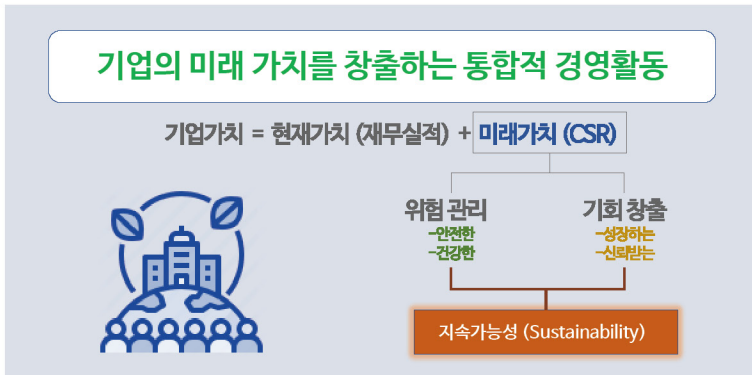 기업의 미래 가치를 창출하는 통합적 경영활동
기업가치 = 현재가치 (재무실적) + 미래가치 (CSR)
위험 관리
-안전한
-건강한
기회 창출
-성장하는
-신뢰받는
지속가능성 (Sustainability)